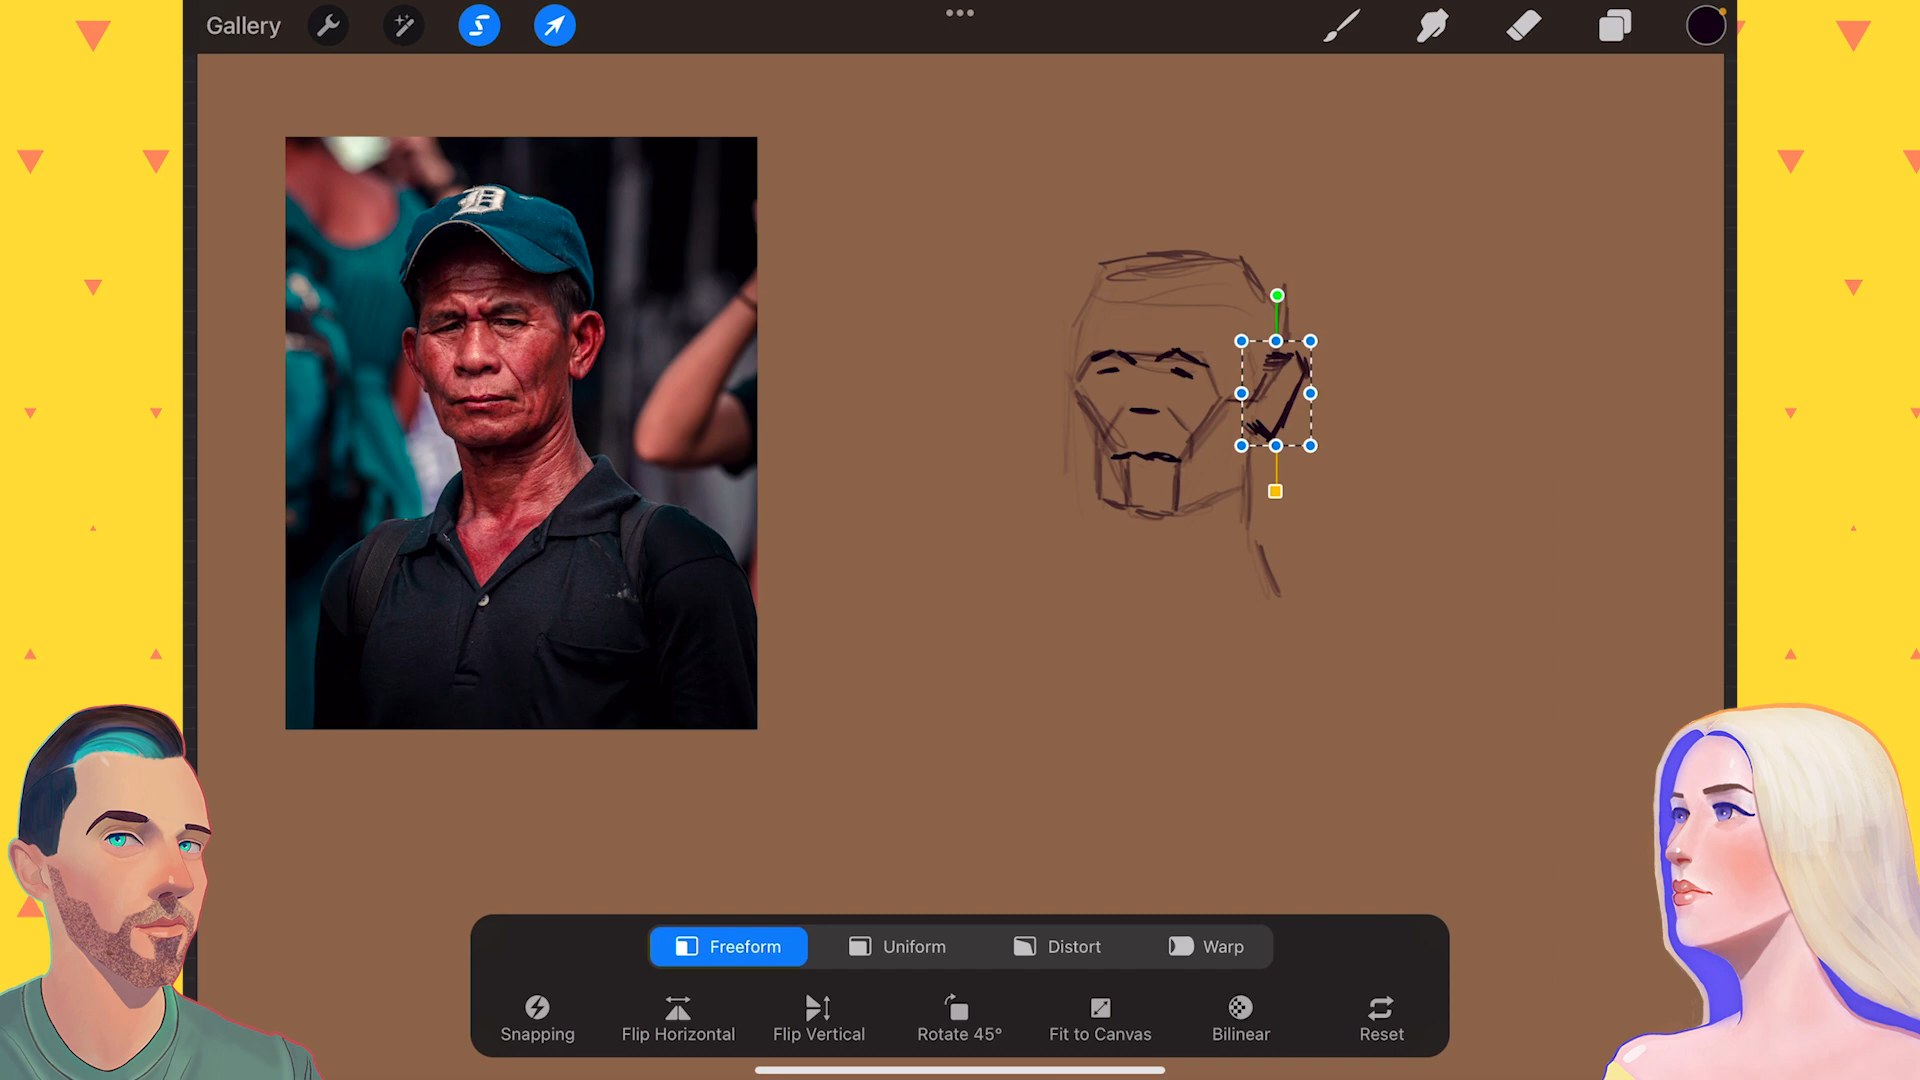 Gallery
D
Freeform Uniform Distort Warp
Snapping Flip Horizontal Flip Vertical Rotate 45° Fit to Canvas Bilinear Reset